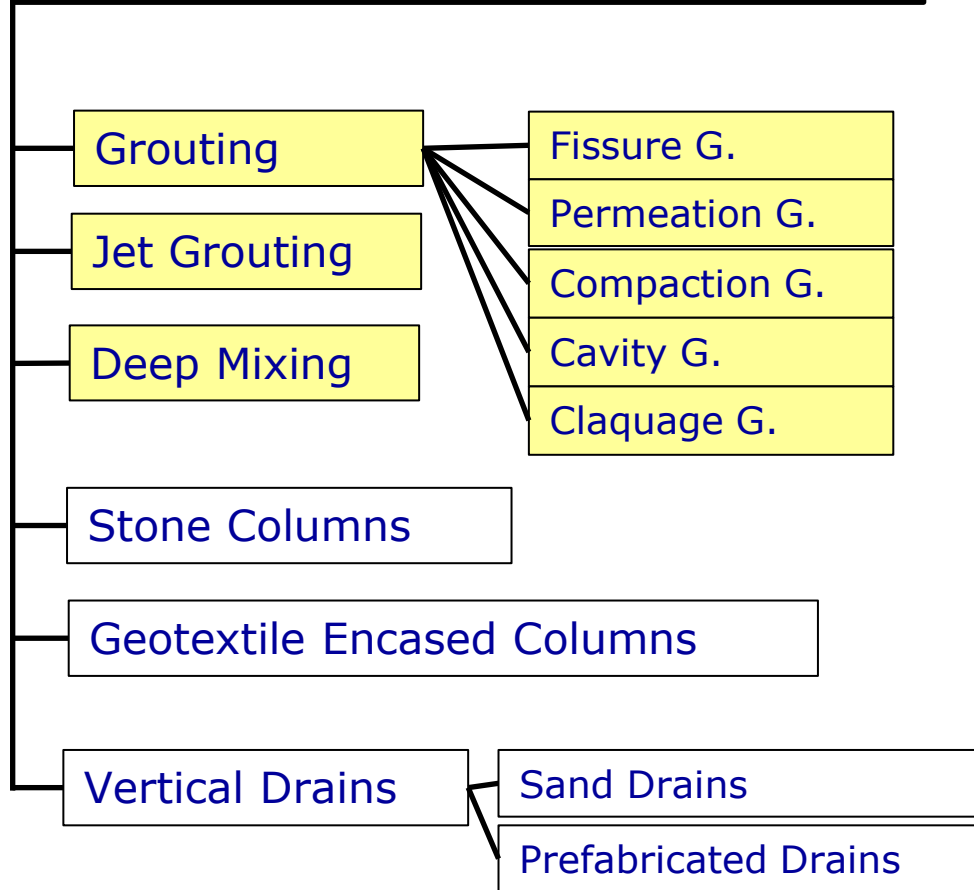 Grouting
Fissure G.
Permeation G.
Jet Grouting
Compaction G.
Cavity G.
Deep Mixing
Claquage G.
Stone Columns
Geotextile Encased Columns
Vertical Drains
Sand Drains
Prefabricated Drains